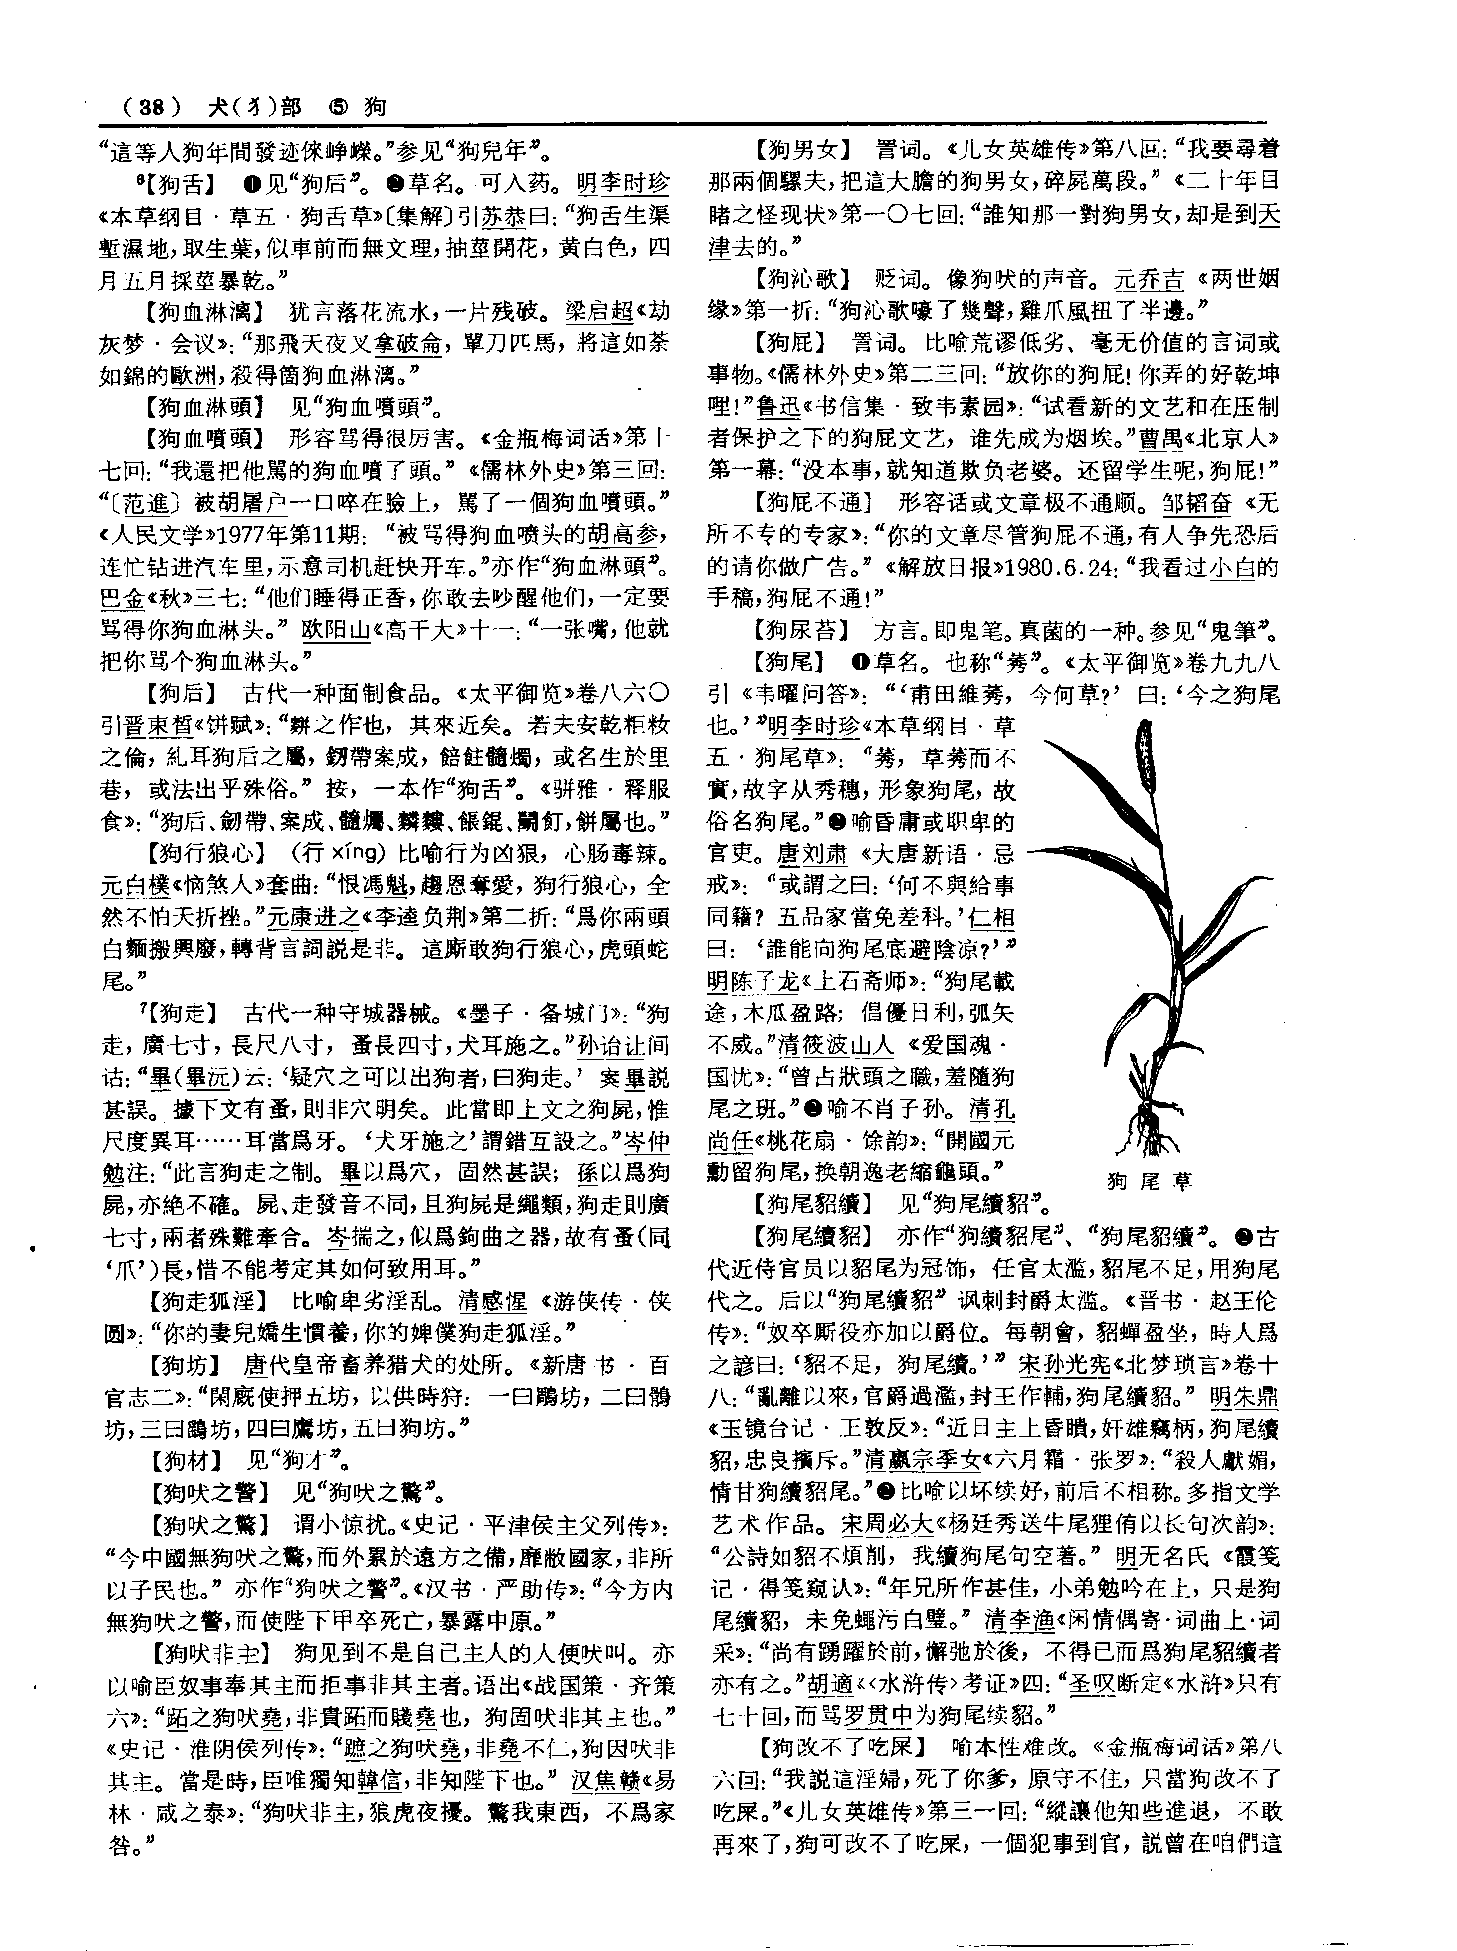 (38) 犬(犭)部 ⑤ 狗
“這等人狗年間發迹倈峥嶸。”参见“狗兒年”。
⁶【狗舌】 ❶见“狗后”。❷草名。可入药。明李时珍
《本草纲目·草五·狗舌草》〔集解〕引苏恭曰:“狗舌生渠
塹濕地,取生葉,似車前而無文理,抽莖開花,黄白色,四
月五月採莖暴乾。”
【狗血淋漓】 犹言落花流水,一片残破。梁启超《劫
灰梦·会议》:“那飛天夜叉拿破侖,單刀匹馬,將這如荼
如錦的歐洲,殺得箇狗血淋漓。”
【狗血淋頭】 见“狗血噴頭”。
【狗血噴頭】 形容骂得很厉害。《金瓶梅词话》第十
七回:“我還把他駡的狗血噴了頭。”《儒林外史》第三回:
“〔范進〕被胡屠户一口啐在臉上,駡了一個狗血噴頭。”
《人民文学》1977年第11期:“被骂得狗血喷头的胡高参,
连忙钻进汽车里,示意司机赶快开车。”亦作“狗血淋頭”。
巴金《秋》三七:“他们睡得正香,你敢去吵醒他们,一定要
骂得你狗血淋头。”欧阳山《高干大》十一:“一张嘴,他就
把你骂个狗血淋头。”
【狗后】 古代一种面制食品。《太平御览》卷八六〇
引晋束晳《饼赋》:“餅之作也,其來近矣。若夫安乾粔籹
之倫,糺耳狗后之屬,劒帶案成,餢飳髓燭,或名生於里
巷,或法出乎殊俗。”按,一本作“狗舌”。《骈雅·释服
食》:“狗后、劒帶、案成、飣,餅屬也。”
【狗行狼心】 (行 xíng)比喻行为凶狠,心肠毒辣。
元白樸《恼煞人》套曲:“恨馮魁,趨恩奪愛,狗行狼心,全
然不怕天折挫。”元康进之《李逵负荆》第二折:“爲你兩頭
白麵搬興廢,轉背言詞説是非。這厮敢狗行狼心,虎頭蛇
尾。”
⁷【狗走】 古代一种守城器械。《墨子·备城门》:“狗
走,廣七寸,長尺八寸,蚤長四寸,犬耳施之。”孙诒让间
诂:“畢(畢沅)云:‘疑穴之可以出狗者,曰狗走。’案畢説
甚誤。據下文有蚤,則非穴明矣。此當即上文之狗屍,惟
尺度異耳……耳當爲牙。‘犬牙施之’謂錯互設之。”岑仲
勉注:“此言狗走之制。畢以爲穴,固然甚誤;孫以爲狗
屍,亦絶不確。屍、走發音不同,且狗屍是繩類,狗走則廣
七寸,兩者殊難牽合。岑揣之,似爲鉤曲之器,故有蚤(同
‘爪’)長,惜不能考定其如何致用耳。”
【狗走狐淫】 比喻卑劣淫乱。清感惺《游侠传·侠
圆》:“你的妻兒嬌生慣養,你的婢僕狗走狐淫。”
【狗坊】 唐代皇帝畜养猎犬的处所。《新唐书·百
官志二》:“閑厩使押五坊,以供時狩:一曰鵰坊,二曰鶻
坊,三曰鷂坊,四曰鷹坊,五曰狗坊。”
【狗材】 见“狗才”。
【狗吠之警】 见“狗吠之驚”。
【狗吠之驚】 谓小惊扰。《史记·平津侯主父列传》:
“今中國無狗吠之驚,而外累於遠方之備,靡敝國家,非所
以子民也。”亦作“狗吠之警”。《汉书·严助传》:“今方内
無狗吠之警,而使陛下甲卒死亡,暴露中原。”
【狗吠非主】 狗见到不是自己主人的人便吠叫。亦
以喻臣奴事奉其主而拒事非其主者。语出《战国策·齐策
六》:“跖之狗吠堯,非貴跖而賤堯也,狗固吠非其主也。”
《史记·淮阴侯列传》:“蹠之狗吠堯,非堯不仁,狗因吠非
其主。當是時,臣唯獨知韓信,非知陛下也。”汉焦赣《易
林·咸之泰》:“狗吠非主,狼虎夜擾。驚我東西,不爲家
咎。”
【狗男女】 詈词。《儿女英雄传》第八回:“我要尋着
那兩個騾夫,把這大膽的狗男女,碎屍萬段。”《二十年目
睹之怪现状》第一〇七回:“誰知那一對狗男女,却是到天
津去的。”
【狗沁歌】 贬词。像狗吠的声音。元乔吉《两世姻
缘》第一折:“狗沁歌嚎了幾聲,雞爪風扭了半邊。”
【狗屁】 詈词。比喻荒谬低劣、毫无价值的言词或
事物。《儒林外史》第二三回:“放你的狗屁!你弄的好乾坤
哩!”鲁迅《书信集·致韦素园》:“试看新的文艺和在压制
者保护之下的狗屁文艺,谁先成为烟埃。”曹禺《北京人》
第一幕:“没本事,就知道欺负老婆。还留学生呢,狗屁!”
【狗屁不通】 形容话或文章极不通顺。邹韬奋《无
所不专的专家》:“你的文章尽管狗屁不通,有人争先恐后
的请你做广告。”《解放日报》1980.6.24:“我看过小白的
手稿,狗屁不通!”
【狗尿苔】 方言。即鬼笔。真菌的一种。参见“鬼筆”。
【狗尾】 ❶草名。也称“莠”。《太平御览》卷九九八
引《韦曜问答》:“‘甫田維莠,今何草?’曰:‘今之狗尾
也。’”明李时珍《本草纲目·草
五·狗尾草》:“莠,草莠而不
實,故字从秀穗,形象狗尾,故
俗名狗尾。”❷喻昏庸或职卑的
官吏。唐刘肃《大唐新语·忌
戒》:“或謂之曰:‘何不與給事
同籍?五品家當免差科。’仁相
曰:‘誰能向狗尾底避陰凉?’”
明陈子龙《上石斋师》:“狗尾載
途,木瓜盈路;倡優日利,弧矢
不威。”清筱波山人《爱国魂·
国忧》:“曾占狀頭之職,羞隨狗
尾之班。”❸喻不肖子孙。清孔
尚任《桃花扇·馀韵》:“開國元
勳留狗尾,换朝逸老縮龜頭。”
狗尾草
【狗尾貂續】 见“狗尾續貂”。
【狗尾續貂】 亦作“狗續貂尾”、“狗尾貂續”。❶古
代近侍官员以貂尾为冠饰,任官太滥,貂尾不足,用狗尾
代之。后以“狗尾續貂”讽刺封爵太滥。《晋书·赵王伦
传》:“奴卒厮役亦加以爵位。每朝會,貂蟬盈坐,時人爲
之諺曰:‘貂不足,狗尾續。’”宋孙光宪《北梦琐言》卷十
八:“亂離以來,官爵過濫,封王作輔,狗尾續貂。”明朱鼎
《玉镜台记·王敦反》:“近日主上昏瞶,奸雄竊柄,狗尾續
貂,忠良擯斥。”清嬴宗季女《六月霜·张罗》:“殺人獻媚,
情甘狗續貂尾。”❷比喻以坏续好,前后不相称。多指文学
艺术作品。宋周必大《杨廷秀送牛尾狸侑以长句次韵》:
“公詩如貂不煩削,我續狗尾句空著。”明无名氏《霞笺
记·得笺窥认》:“年兄所作甚佳,小弟勉吟在上,只是狗
尾續貂,未免蠅污白璧。”清李渔《闲情偶寄·词曲上·词
采》:“尚有踴躍於前,懈弛於後,不得已而爲狗尾貂續者
亦有之。”胡適《〈水浒传〉考证》四:“圣叹断定《水浒》只有
七十回,而骂罗贯中为狗尾续貂。”
【狗改不了吃屎】 喻本性难改。《金瓶梅词话》第八
六回:“我説這淫婦,死了你爹,原守不住,只當狗改不了
吃屎。”《儿女英雄传》第三一回:“縱讓他知些進退,不敢
再來了,狗可改不了吃屎,一個犯事到官,説曾在咱們這